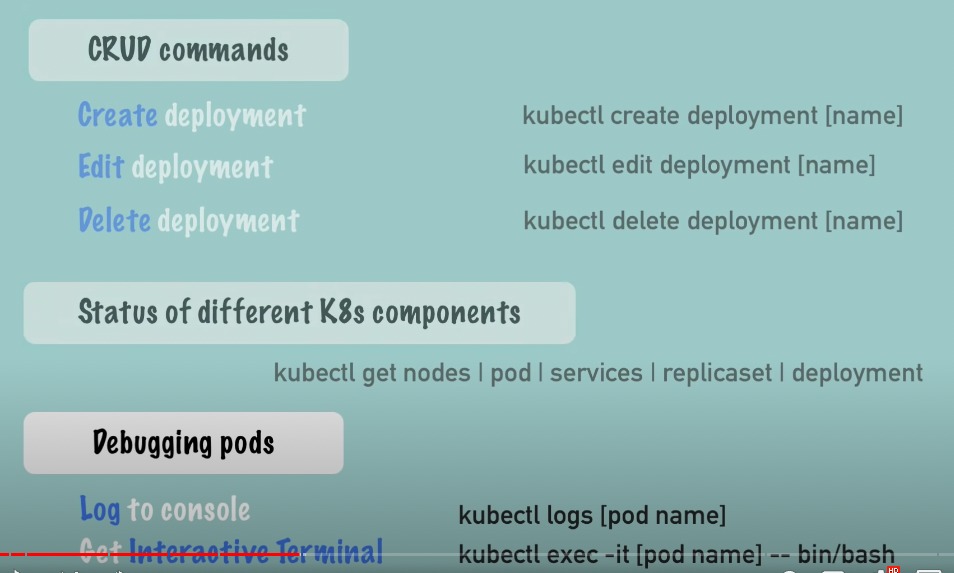 CRUD commands
Create deployment kubectl create deployment [name]
Edit deployment kubectl edit deployment [name]
Delete deployment kubectl delete deployment [name]
Status of different K8s components
kubectl get nodes | pod | services | replicaset | deployment
Debugging pods
Log to console kubectl logs [pod name]
Get Interactive Terminal kubectl exec -it [pod name] -- bin/bash
HD